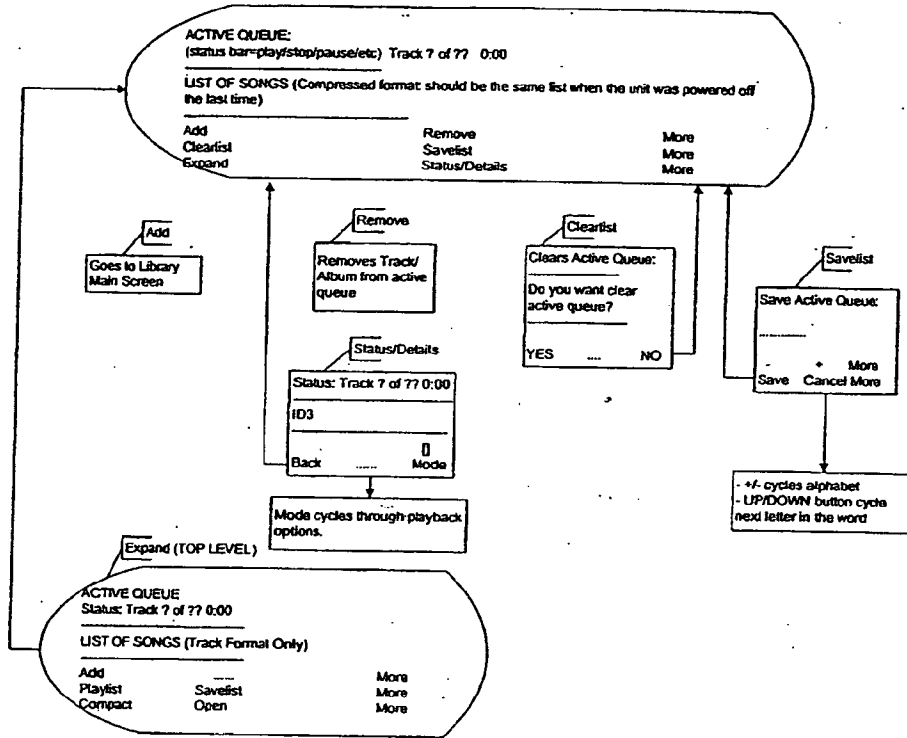 ACTIVE QUEUE:
(status bar=play/stop/pause/etc) Track ? of ?? 0:00
LIST OF SONGS (Compressed format: should be the same list when the unit was powered off
the last time)
Add Remove More
Clearlist Savelist More
Expand Status/Details More
Add
Goes to Library
Main Screen
Remove
Removes Track/
Album from active
queue
Clearlist
Clears Active Queue:
Do you want clear
active queue?
YES .... NO
Savelist
Save Active Queue:
- + More
Save Cancel More
Status/Details
Status: Track ? of ?? 0:00
ID3
[]
Back ...... Mode
Mode cycles through playback
options.
- +/- cycles alphabet
- UP/DOWN button cycle
next letter in the word
Expand (TOP LEVEL)
ACTIVE QUEUE
Status: Track ? of ?? 0:00
LIST OF SONGS (Track Format Only)
Add ...... More
Playlist Savelist More
Compact Open More